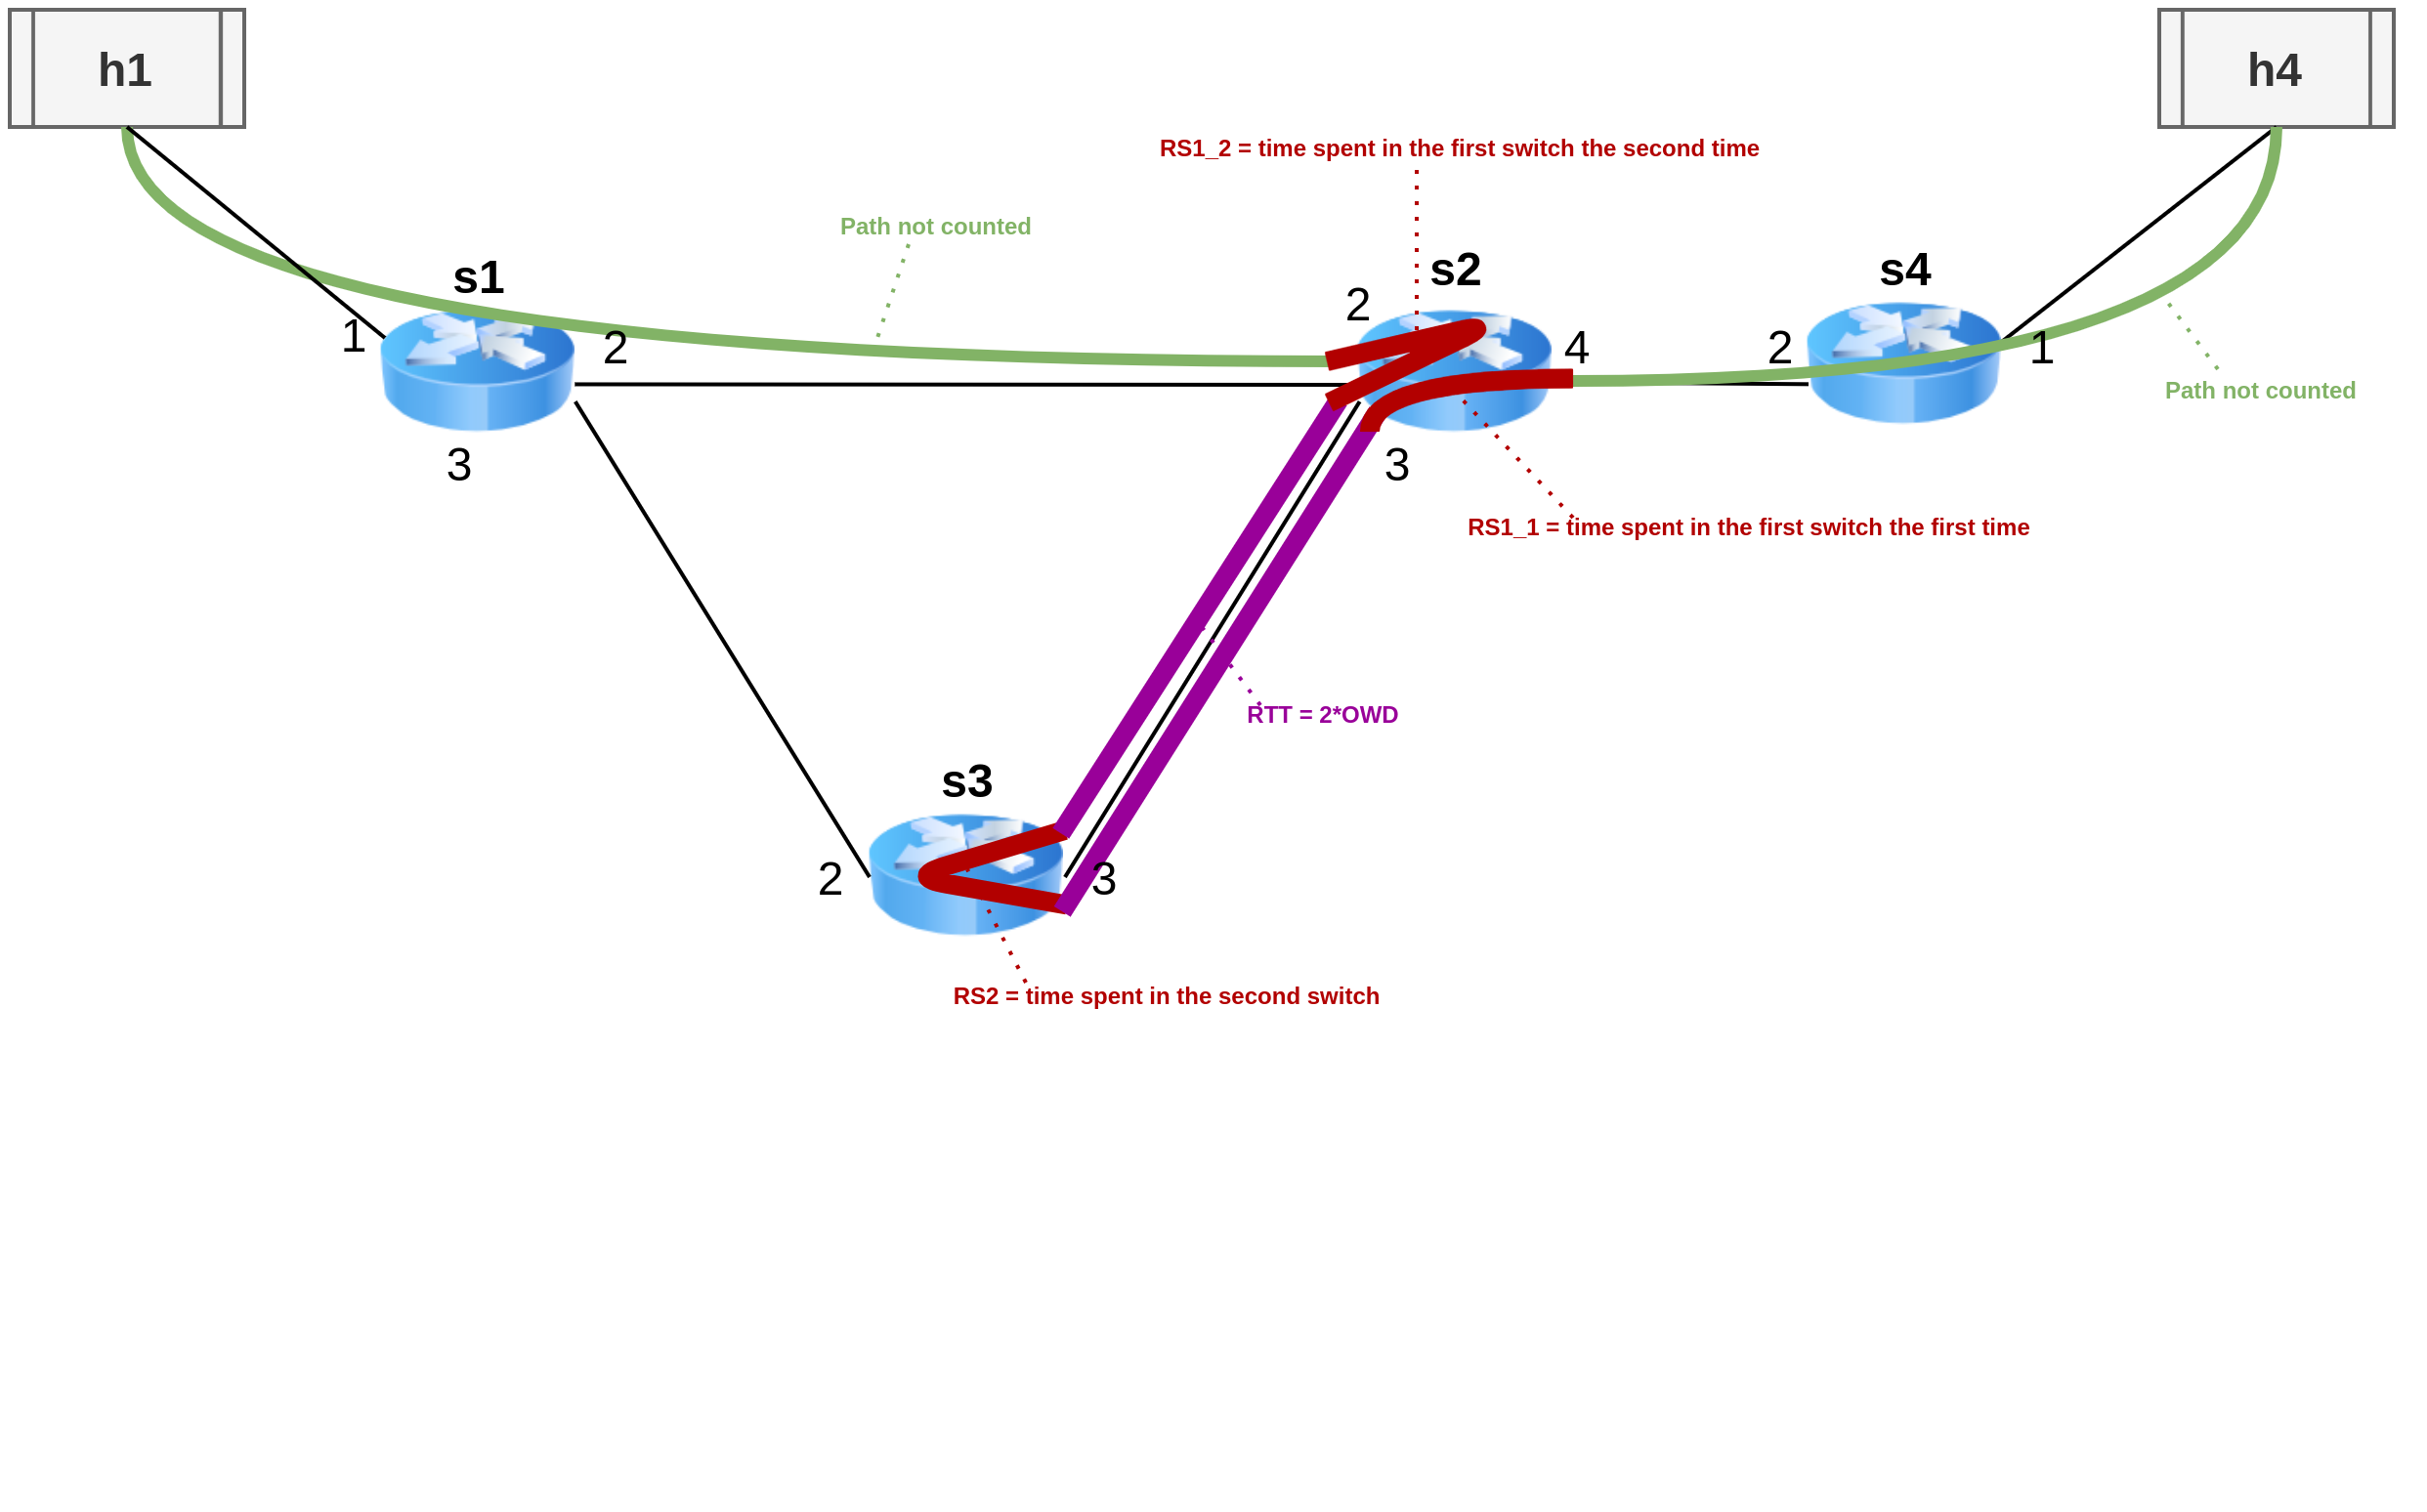 h1
h4
RS1_2 = time spent in the first switch the second time
Path not counted
s1
s2
s4
2
1
2
4
2
1
Path not counted
3
3
RS1_1 = time spent in the first switch the first time
RTT = 2*OWD
s3
2
3
RS2 = time spent in the second switch